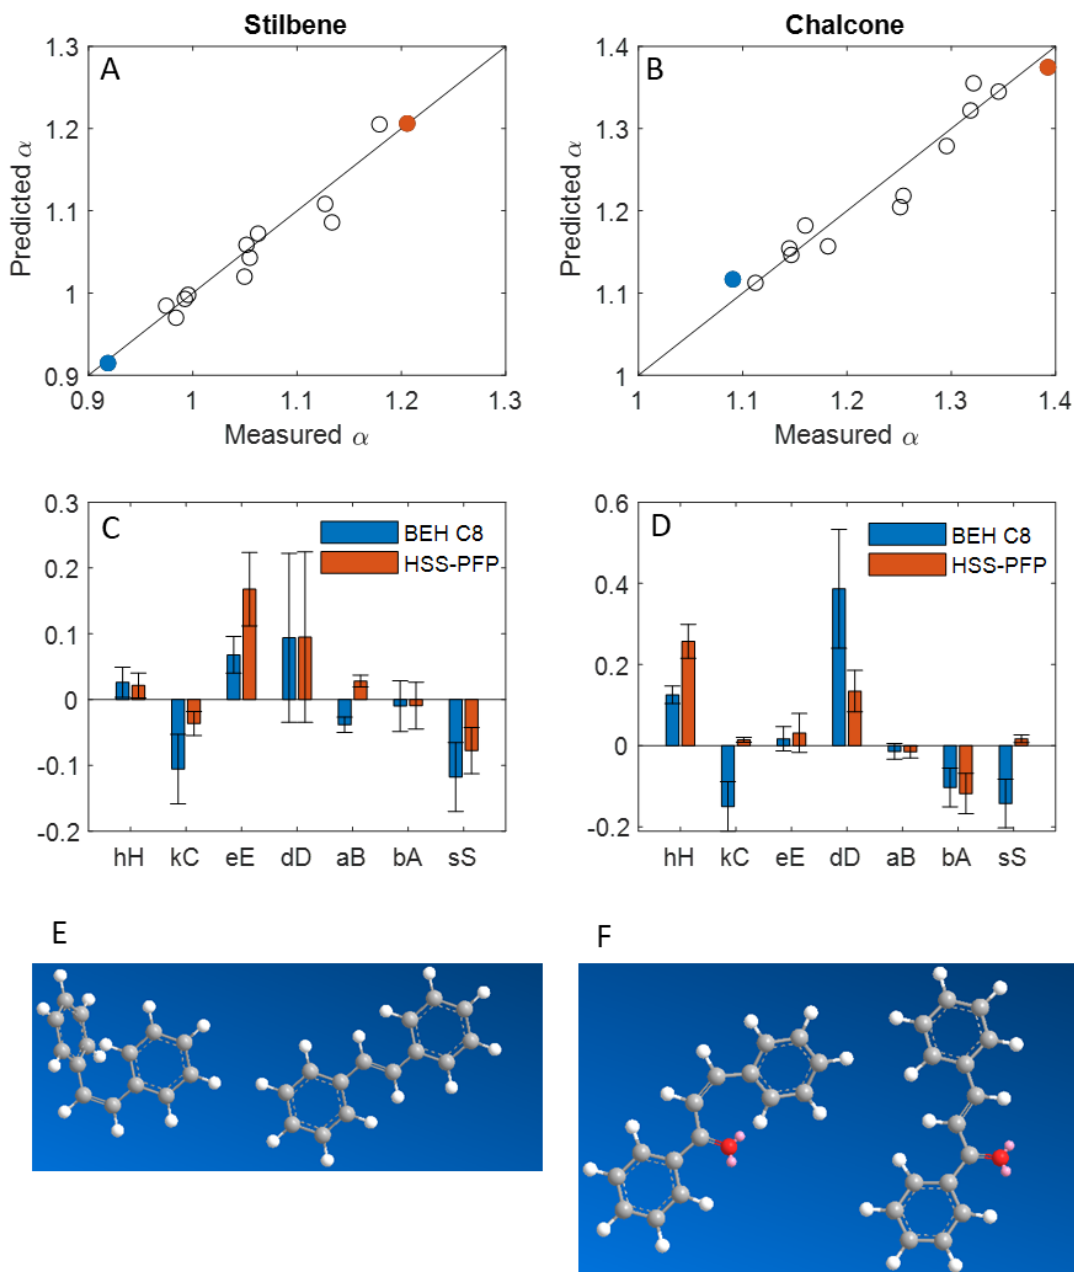 Stilbene
Chalcone
A
1.3
1.2
1.1
1
0.9
Predicted α
0.9 1 1.1 1.2 1.3
Measured α
B
1.4
1.3
1.2
1.1
1
Predicted α
1 1.1 1.2 1.3 1.4
Measured α
C
0.3
0.2
0.1
0
-0.1
-0.2
BEH C8
HSS-PFP
hH kC eE dD aB bA sS
D
0.6
0.4
0.2
0
-0.2
BEH C8
HSS-PFP
hH kC eE dD aB bA sS
E
F